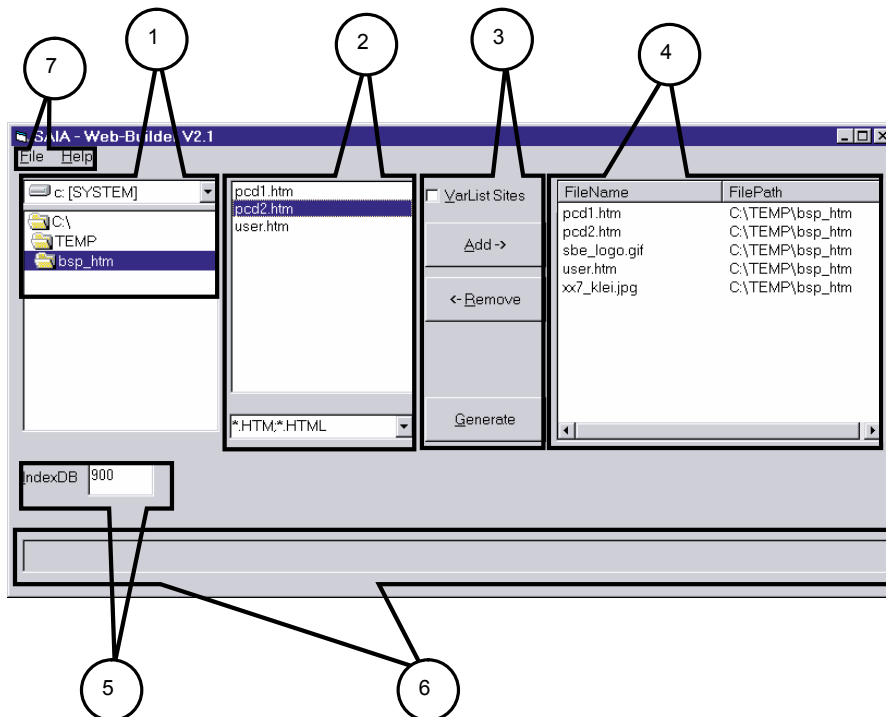 1
2
3
4
7
SAIA - Web-Builder V2.1
File Help
c: [SYSTEM]
C:\
TEMP
bsp_htm
pcd1.htm
pcd2.htm
user.htm
*.HTM;*.HTML
VarList Sites
Add ->
<- Remove
Generate
FileName FilePath
pcd1.htm C:\TEMP\bsp_htm
pcd2.htm C:\TEMP\bsp_htm
sbe_logo.gif C:\TEMP\bsp_htm
user.htm C:\TEMP\bsp_htm
xx7_klei.jpg C:\TEMP\bsp_htm
IndexDB 900
5
6